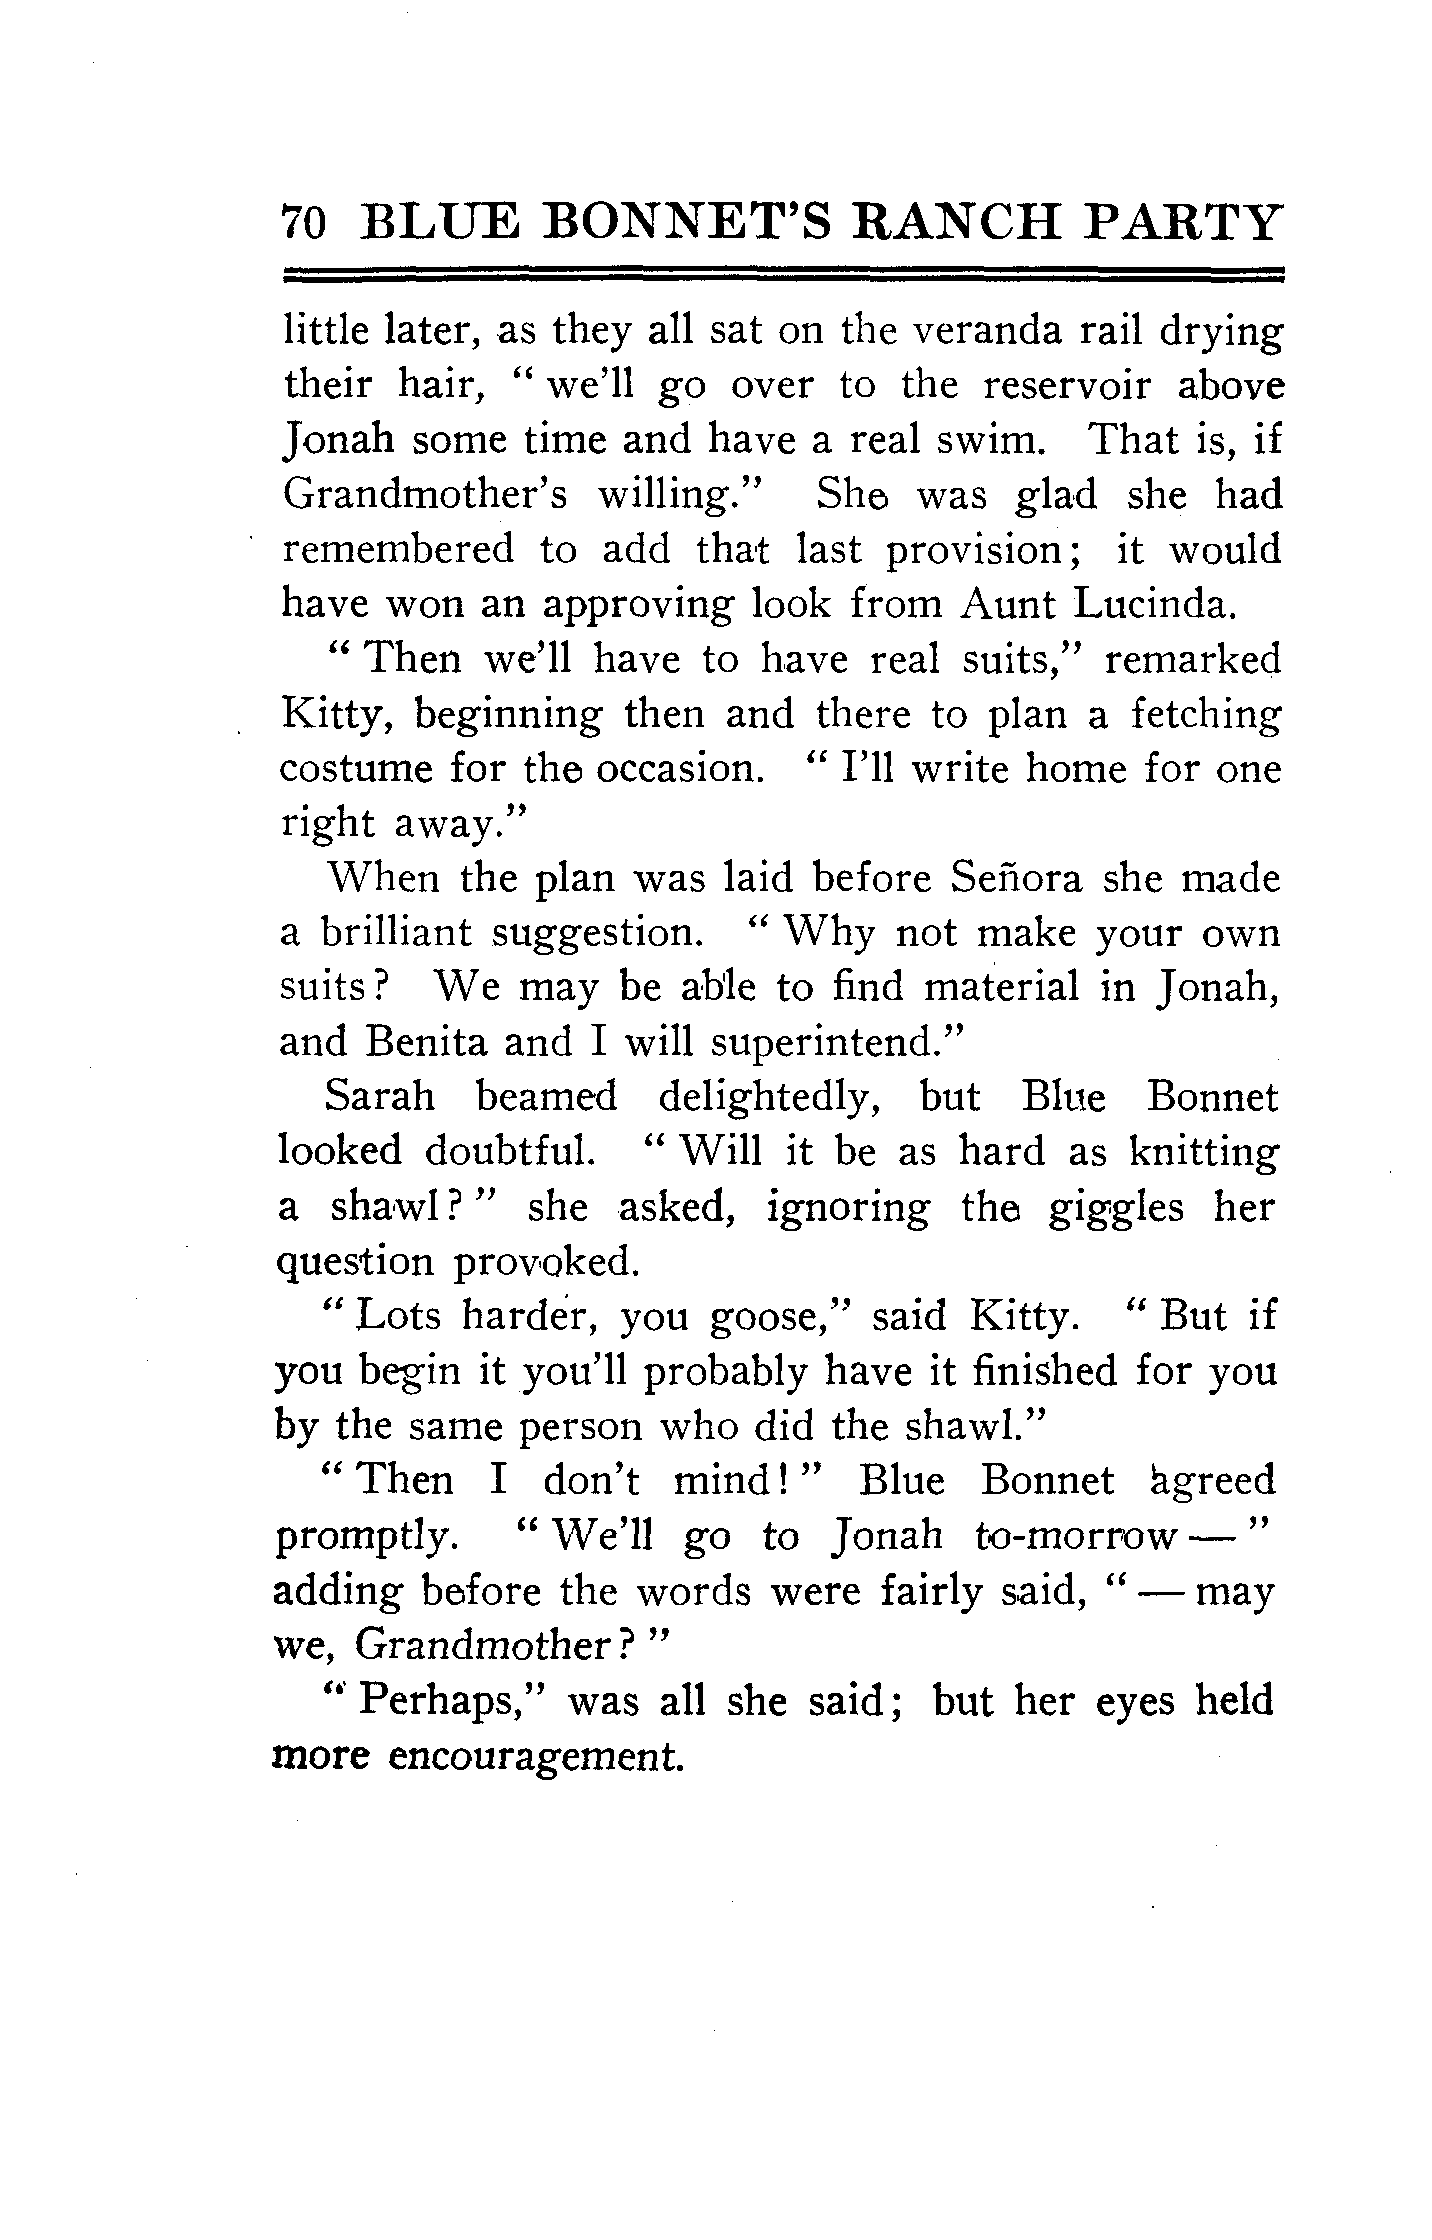 70 BLUE BONNET'S RANCH PARTY
little later, as they all sat on the veranda rail drying
their hair, " we'll go over to the reservoir above
Jonah some time and have a real swim. That is, if
Grandmother's willing." She was glad she had
remembered to add that last provision; it would
have won an approving look from Aunt Lucinda.
" Then we'll have to have real suits," remarked
Kitty, beginning then and there to plan a fetching
costume for the occasion. " I'll write home for one
right away."
When the plan was laid before Señora she made
a brilliant suggestion. " Why not make your own
suits? We may be able to find material in Jonah,
and Benita and I will superintend."
Sarah beamed delightedly, but Blue Bonnet
looked doubtful. " Will it be as hard as knitting
a shawl? " she asked, ignoring the giggles her
question provoked.
" Lots harder, you goose," said Kitty. " But if
you begin it you'll probably have it finished for you
by the same person who did the shawl."
" Then I don't mind! " Blue Bonnet agreed
promptly. " We'll go to Jonah to-morrow — "
adding before the words were fairly said, " — may
we, Grandmother? "
" Perhaps," was all she said; but her eyes held
more encouragement.